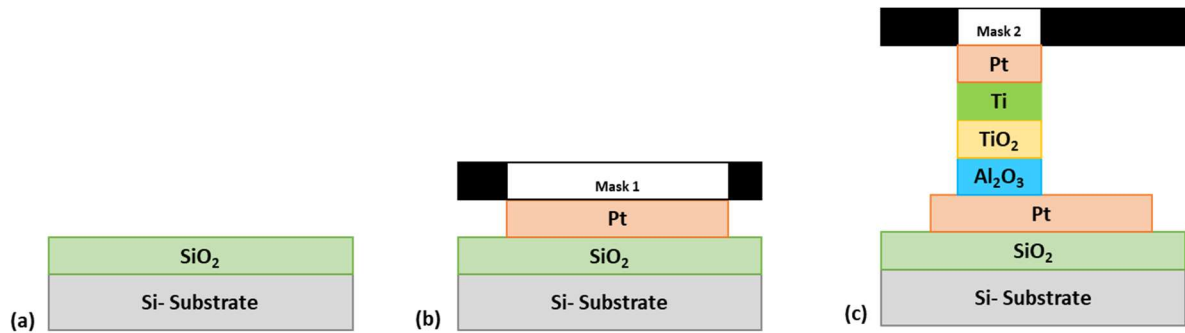 SiO₂
Si- Substrate
(a)
Mask 1
Pt
SiO₂
Si- Substrate
(b)
Mask 2
Pt
Ti
TiO₂
Al₂O₃
Pt
SiO₂
Si- Substrate
(c)